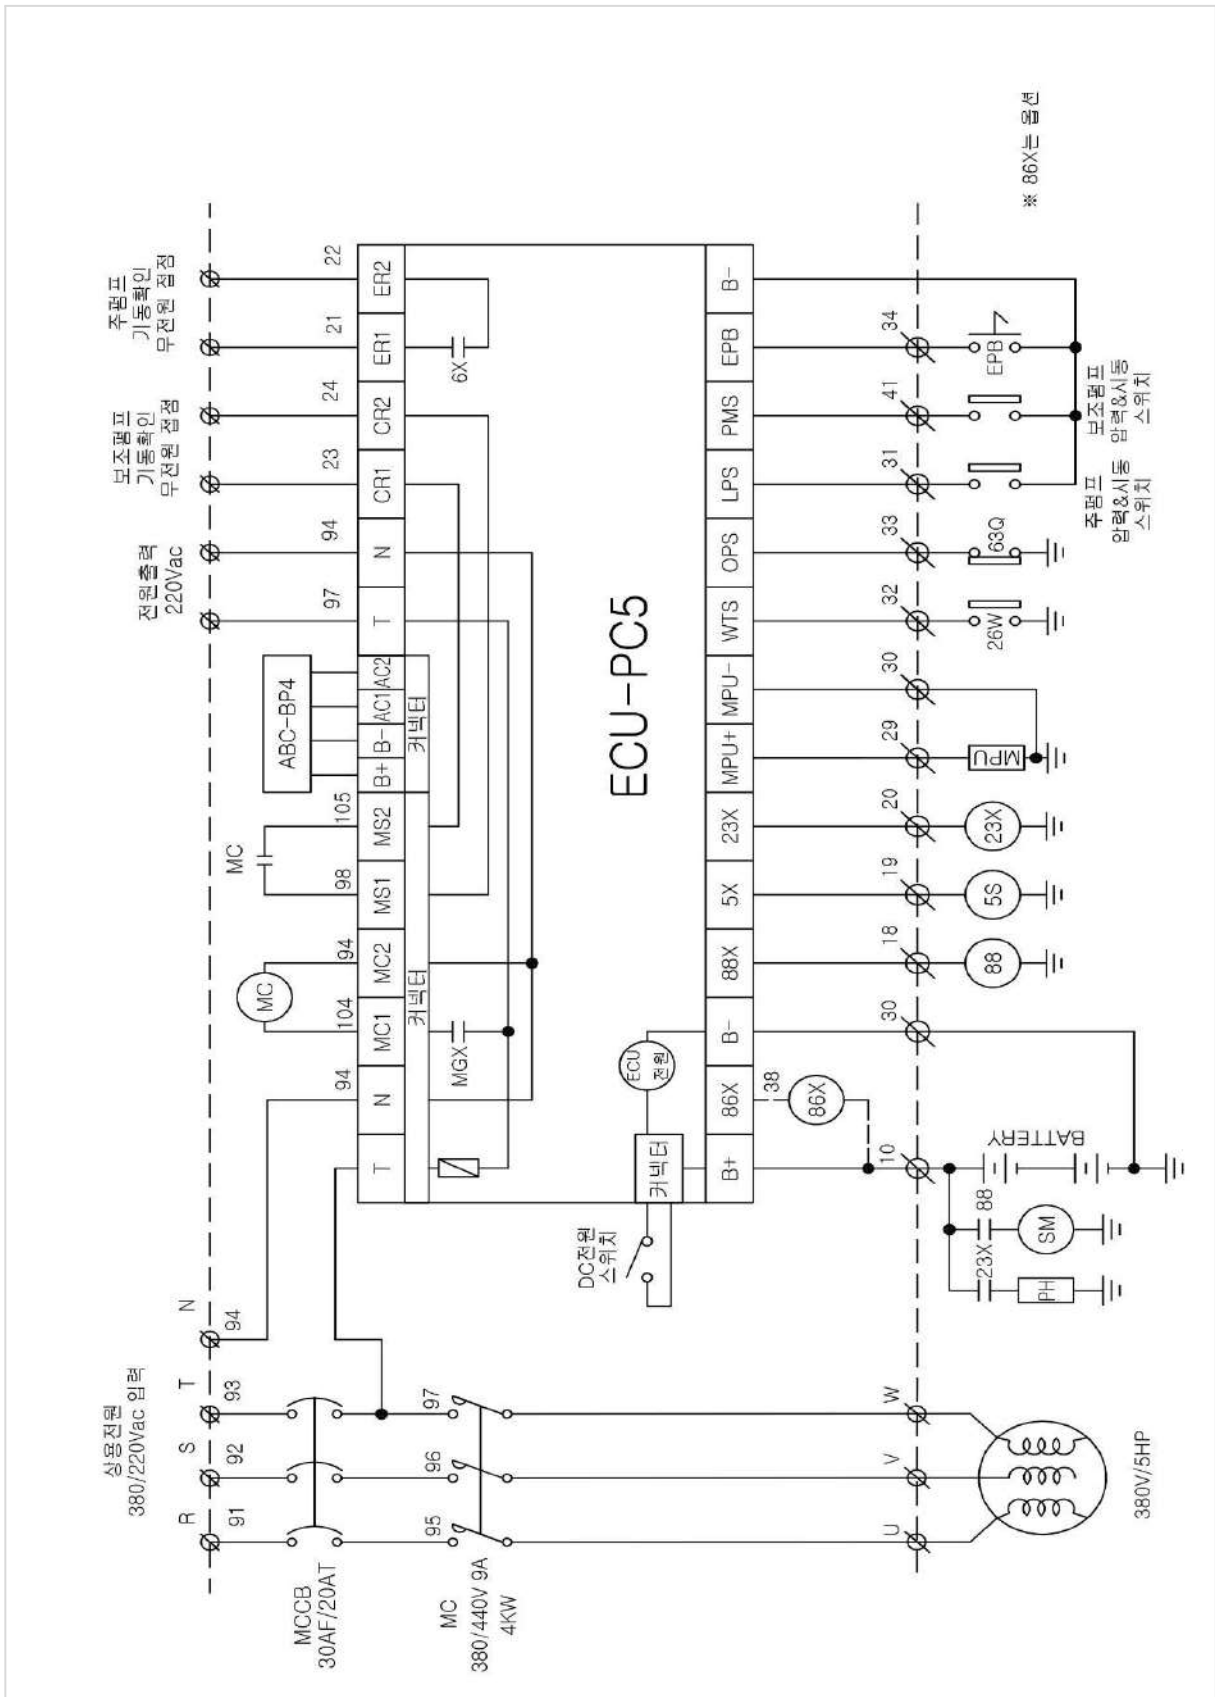 상용전원
380/220Vac 입력
R
S
T
N
91
92
93
94
전원출력
220Vac
보조펌프
기동확인
무전원 접점
주펌프
기동확인
무전원 접점
MCCB
30AF/20AT
MC
380/440V 9A
4KW
95
96
97
MC
MC
ABC-BP4
94
104
94
98
105
97
94
23
24
21
22
T
N
MC1
MC2
MS1
MS2
B+
B-
AC1
AC2
T
N
CR1
CR2
ER1
ER2
커넥터
커넥터
MGX
6X
ECU-PC5
DC전원
스위치
커넥터
ECU
전원
B+
86X
B-
88X
5X
23X
MPU+
MPU-
WTS
OPS
LPS
PMS
EPB
B-
38
86X
10
30
18
19
20
29
30
32
33
31
41
34
U
V
W
23X
88
PH
SM
BATTERY
88
5S
23X
MPU
26W
63Q
EPB
주펌프
압력&시동
스위치
보조펌프
압력&시동
스위치
380V/5HP
※ 86X는 옵션